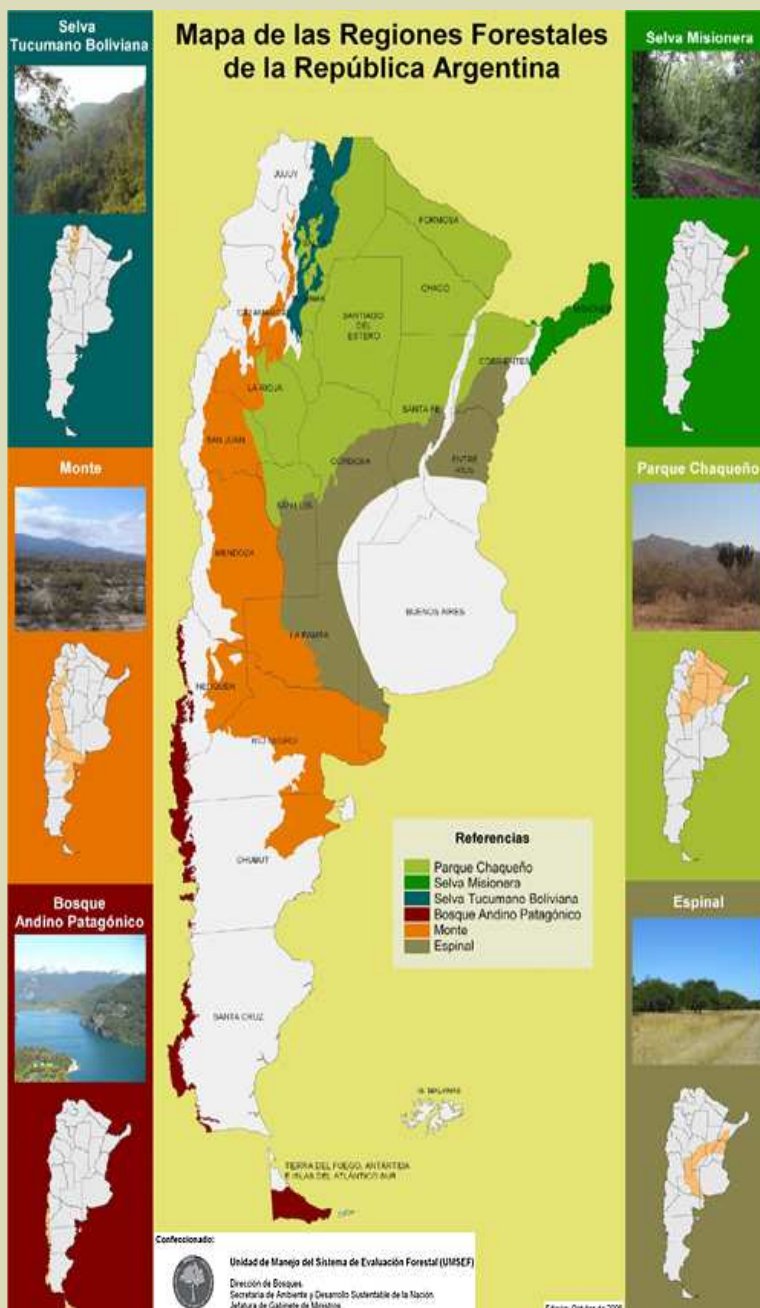 Selva
Tucumano Boliviana
Mapa de las Regiones Forestales
de la República Argentina
Selva Misionera
JUJUY
FORMOSA
CHACO
MISIONES
SANTIAGO
DEL
ESTERO
CATAMARCA
CORRIENTES
LA RIOJA
SANTA FE
SAN JUAN
CORDOBA
ENTRE
RIOS
Monte
Parque Chaqueño
SAN LUIS
MENDOZA
BUENOS AIRES
LA PAMPA
NEUQUEN
RIO NEGRO
CHUBUT
Referencias
Parque Chaqueño
Selva Misionera
Selva Tucumano Boliviana
Bosque Andino Patagónico
Monte
Espinal
Bosque
Andino Patagónico
Espinal
SANTA CRUZ
IS. MALVINAS
TIERRA DEL FUEGO, ANTÁRTIDA
E ISLAS DEL ATLÁNTICO SUR
Confeccionado:
Unidad de Manejo del Sistema de Evaluación Forestal (UMSEF)
Dirección de Bosques.
Secretaría de Ambiente y Desarrollo Sustentable de la Nación.
Jefatura de Gabinete de Ministros